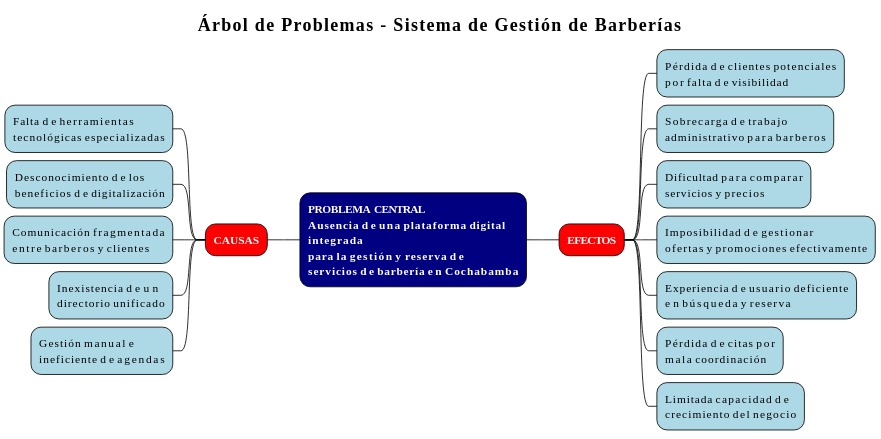 Árbol de Problemas - Sistema de Gestión de Barberías
Falta de herramientas
tecnológicas especializadas
Desconocimiento de los
beneficios de digitalización
Comunicación fragmentada
entre barberos y clientes
Inexistencia de un
directorio unificado
Gestión manual e
ineficiente de agendas
CAUSAS
PROBLEMA CENTRAL
Ausencia de una plataforma digital
integrada
para la gestión y reserva de
servicios de barbería en Cochabamba
EFECTOS
Pérdida de clientes potenciales
por falta de visibilidad
Sobrecarga de trabajo
administrativo para barberos
Dificultad para comparar
servicios y precios
Imposibilidad de gestionar
ofertas y promociones efectivamente
Experiencia de usuario deficiente
en búsqueda y reserva
Pérdida de citas por
mala coordinación
Limitada capacidad de
crecimiento del negocio